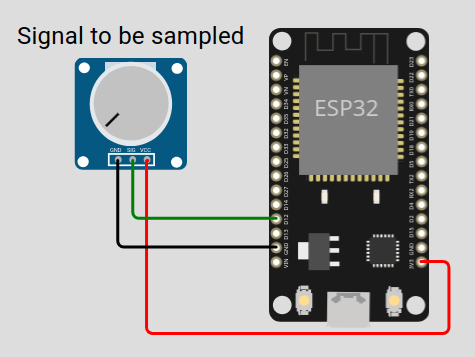 Signal to be sampled
ESP32
GND SIG VCC
EN
VP
VN
D34
D35
D32
D33
D25
D26
D27
D14
D12
D13
GND
VIN
D23
D22
TX0
RX0
D21
D19
D18
D5
TX2
RX2
D4
D2
D15
GND
3V3